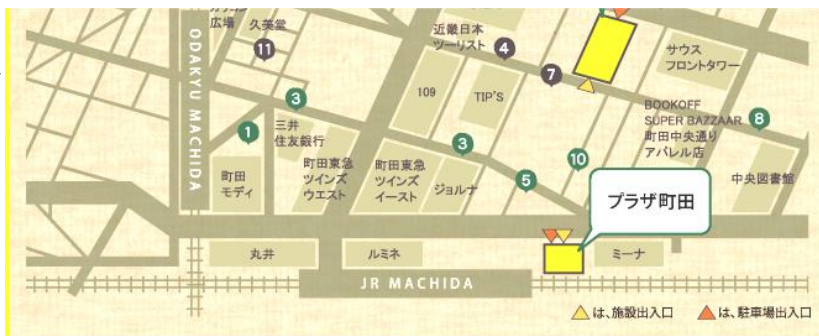 広場
久美堂
11
近畿日本
ツーリスト
4
7
サウス
フロントタワー
ODAKYU MACHIDA
3
109
TIP'S
BOOKOFF
SUPER BAZZAAR
町田中央通り
アパレル店
8
1
三井
住友銀行
3
10
町田
モディ
町田東急
ツインズ
ウエスト
町田東急
ツインズ
イースト
ジョルナ
5
中央図書館
プラザ町田
丸井
ルミネ
ミーナ
JR MACHIDA
は、施設出入口
は、駐車場出入口